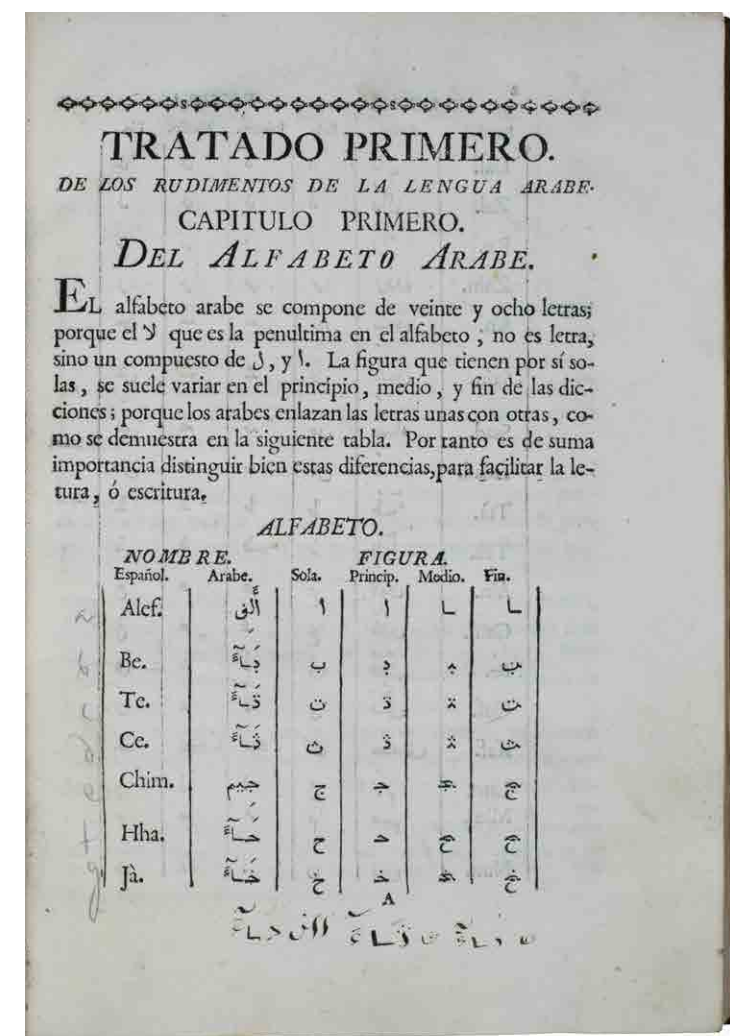 TRATADO PRIMERO.
DE LOS RUDIMENTOS DE LA LENGUA ARABE.
CAPITULO PRIMERO.
DEL ALFABETO ARABE.
EL alfabeto arabe se compone de veinte y ocho letras;
porque el لا que es la penultima en el alfabeto, no es letra,
sino un compuesto de ل, y ا. La figura que tienen por sí so-
las, se suele variar en el principio, medio, y fin de las dic-
ciones; porque los arabes enlazan las letras unas con otras, co-
mo se demuestra en la siguiente tabla. Por tanto es de suma
importancia distinguir bien estas diferencias, para facilitar la le-
tura, ó escritura.
ALFABETO.
NOMBRE. FIGURA.
Español. Arabe. Sola. Princip. Medio. Fin.
Alef. ا ا ـا ـا
Be. بَآءٌ ب بـ ـبـ ـب
Te. تَآءٌ ت تـ ـتـ ـت
Ce. ثَآءٌ ث ثـ ـثـ ـث
Chim. جيم ج جـ ـجـ ـج
Hha. حَآءٌ ح حـ ـحـ ـح
Jà. خَآءٌ خ خـ ـخـ ـخ
A